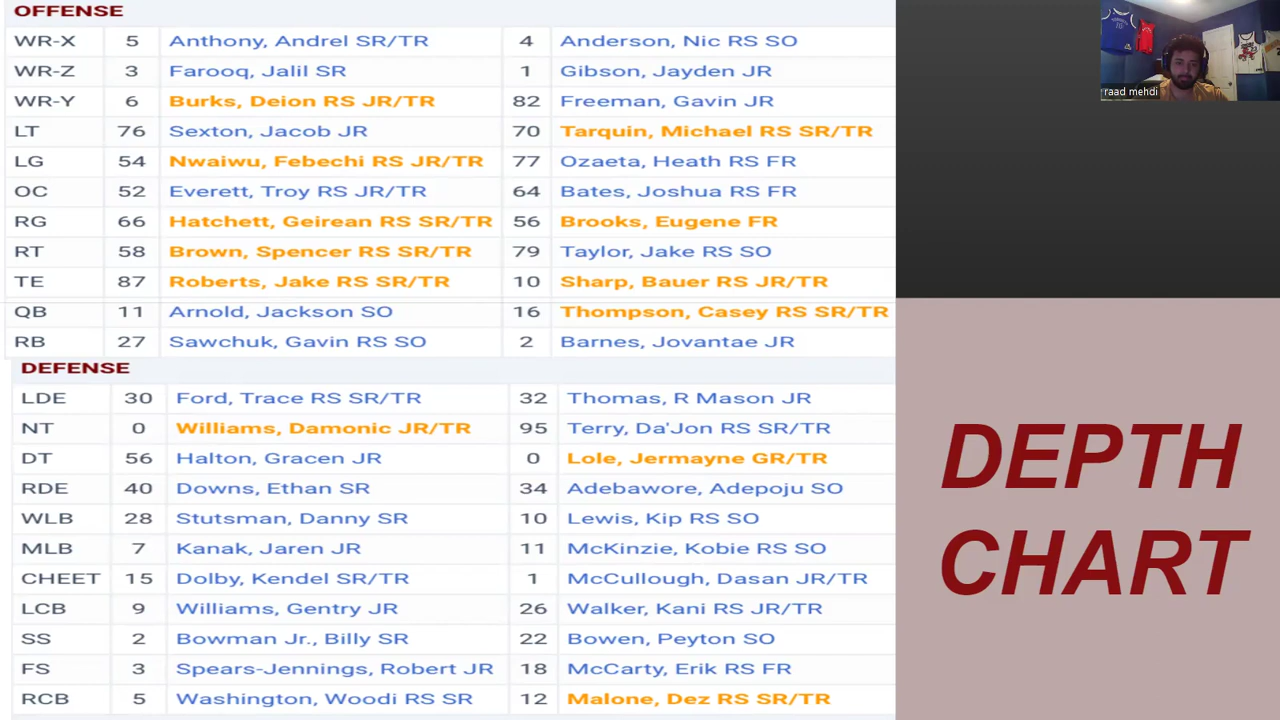 OFFENSE
WR-X 5 Anthony, Andrel SR/TR 4 Anderson, Nic RS SO
WR-Z 3 Farooq, Jalil SR 1 Gibson, Jayden JR
WR-Y 6 Burks, Deion RS JR/TR 82 Freeman, Gavin JR
LT 76 Sexton, Jacob JR 70 Tarquin, Michael RS SR/TR
LG 54 Nwaiwu, Febechi RS JR/TR 77 Ozaeta, Heath RS FR
OC 52 Everett, Troy RS JR/TR 64 Bates, Joshua RS FR
RG 66 Hatchett, Geirean RS SR/TR 56 Brooks, Eugene FR
RT 58 Brown, Spencer RS SR/TR 79 Taylor, Jake RS SO
TE 87 Roberts, Jake RS SR/TR 10 Sharp, Bauer RS JR/TR
QB 11 Arnold, Jackson SO 16 Thompson, Casey RS SR/TR
RB 27 Sawchuk, Gavin RS SO 2 Barnes, Jovantae JR
DEFENSE
LDE 30 Ford, Trace RS SR/TR 32 Thomas, R Mason JR
NT 0 Williams, Damonic JR/TR 95 Terry, Da'Jon RS SR/TR
DT 56 Halton, Gracen JR 0 Lole, Jermayne GR/TR
RDE 40 Downs, Ethan SR 34 Adebawore, Adepoju SO
WLB 28 Stutsman, Danny SR 10 Lewis, Kip RS SO
MLB 7 Kanak, Jaren JR 11 McKinzie, Kobie RS SO
CHEET 15 Dolby, Kendel SR/TR 1 McCullough, Dasan JR/TR
LCB 9 Williams, Gentry JR 26 Walker, Kani RS JR/TR
SS 2 Bowman Jr., Billy SR 22 Bowen, Peyton SO
FS 3 Spears-Jennings, Robert JR 18 McCarty, Erik RS FR
RCB 5 Washington, Woodi RS SR 12 Malone, Dez RS SR/TR
raad mehdi
DEPTH
CHART